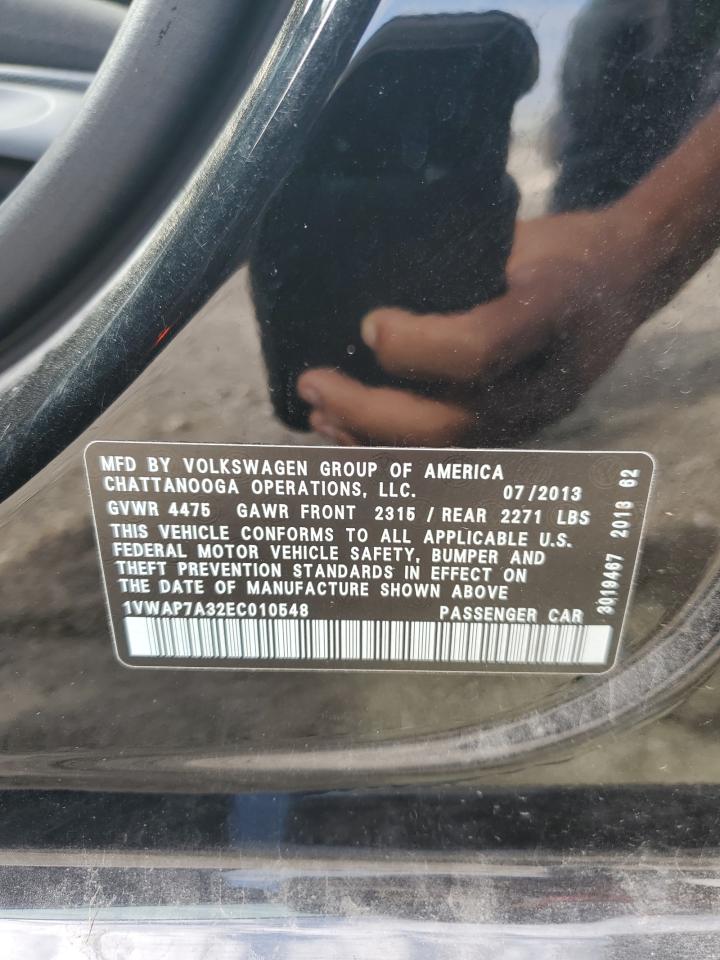 MFD BY VOLKSWAGEN GROUP OF AMERICA
CHATTANOOGA OPERATIONS, LLC. 07/2013
GVWR 4475 GAWR FRONT 2315 / REAR 2271 LBS
THIS VEHICLE CONFORMS TO ALL APPLICABLE U.S.
FEDERAL MOTOR VEHICLE SAFETY, BUMPER AND
THEFT PREVENTION STANDARDS IN EFFECT ON
THE DATE OF MANUFACTURE SHOWN ABOVE
1VWAP7A32EC010548 PASSENGER CAR
3019467 2013 62